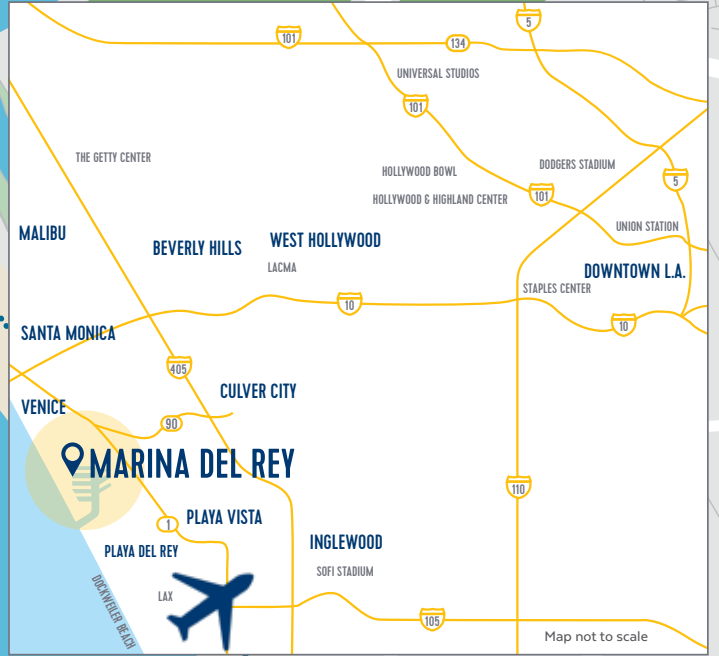 5
101
134
UNIVERSAL STUDIOS
101
THE GETTY CENTER
HOLLYWOOD BOWL
DODGERS STADIUM
5
HOLLYWOOD & HIGHLAND CENTER
101
MALIBU
BEVERLY HILLS
WEST HOLLYWOOD
UNION STATION
LACMA
DOWNTOWN L.A.
STAPLES CENTER
10
10
SANTA MONICA
405
CULVER CITY
VENICE
90
MARINA DEL REY
110
PLAYA VISTA
1
INGLEWOOD
PLAYA DEL REY
SOFI STADIUM
LAX
DOCKWEILER BEACH
105
Map not to scale